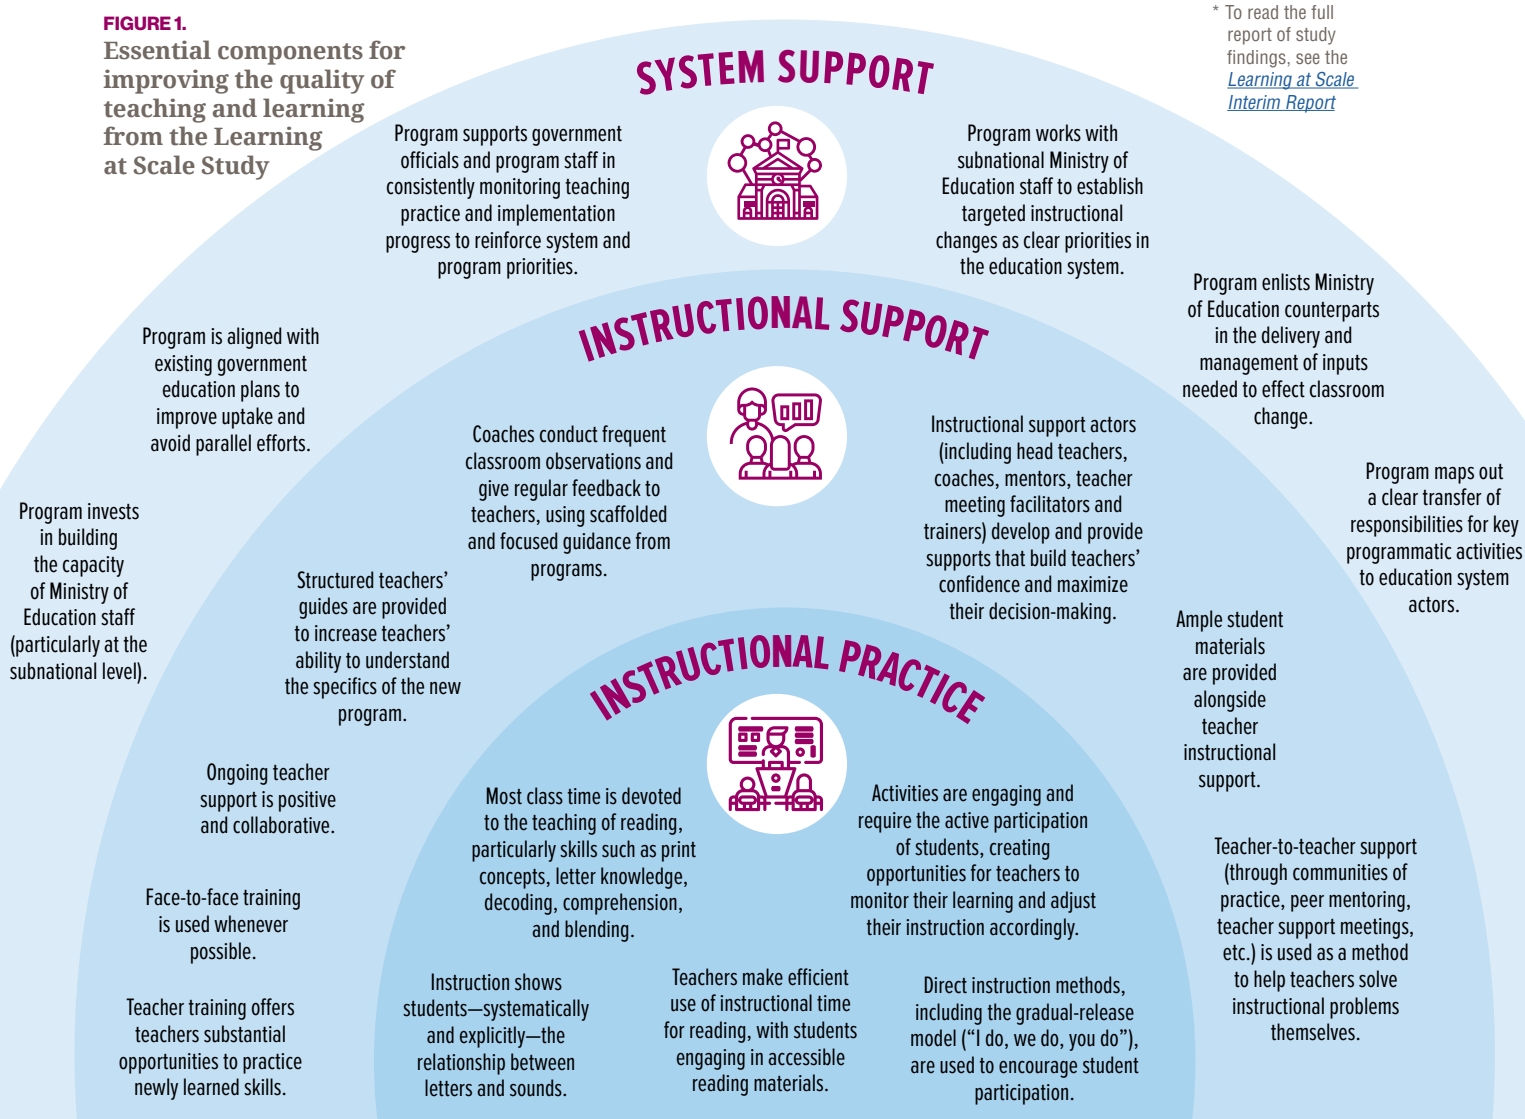 FIGURE 1.
Essential components for
improving the quality of
teaching and learning
from the Learning
at Scale Study
* To read the full
report of study
findings, see the
Learning at Scale
Interim Report
SYSTEM SUPPORT
Program supports government
officials and program staff in
consistently monitoring teaching
practice and implementation
progress to reinforce system and
program priorities.
Program works with
subnational Ministry of
Education staff to establish
targeted instructional
changes as clear priorities in
the education system.
Program is aligned with
existing government
education plans to
improve uptake and
avoid parallel efforts.
Program enlists Ministry
of Education counterparts
in the delivery and
management of inputs
needed to effect classroom
change.
Program invests
in building
the capacity
of Ministry of
Education staff
(particularly at the
subnational level).
Program maps out
a clear transfer of
responsibilities for key
programmatic activities
to education system
actors.
INSTRUCTIONAL SUPPORT
Coaches conduct frequent
classroom observations and
give regular feedback to
teachers, using scaffolded
and focused guidance from
programs.
Instructional support actors
(including head teachers,
coaches, mentors, teacher
meeting facilitators and
trainers) develop and provide
supports that build teachers’
confidence and maximize
their decision-making.
Structured teachers’
guides are provided
to increase teachers’
ability to understand
the specifics of the new
program.
Ample student
materials
are provided
alongside
teacher
instructional
support.
Ongoing teacher
support is positive
and collaborative.
Face-to-face training
is used whenever
possible.
Teacher training offers
teachers substantial
opportunities to practice
newly learned skills.
Teacher-to-teacher support
(through communities of
practice, peer mentoring,
teacher support meetings,
etc.) is used as a method
to help teachers solve
instructional problems
themselves.
INSTRUCTIONAL PRACTICE
Most class time is devoted
to the teaching of reading,
particularly skills such as print
concepts, letter knowledge,
decoding, comprehension,
and blending.
Activities are engaging and
require the active participation
of students, creating
opportunities for teachers to
monitor their learning and adjust
their instruction accordingly.
Instruction shows
students—systematically
and explicitly—the
relationship between
letters and sounds.
Teachers make efficient
use of instructional time
for reading, with students
engaging in accessible
reading materials.
Direct instruction methods,
including the gradual-release
model (“I do, we do, you do”),
are used to encourage student
participation.